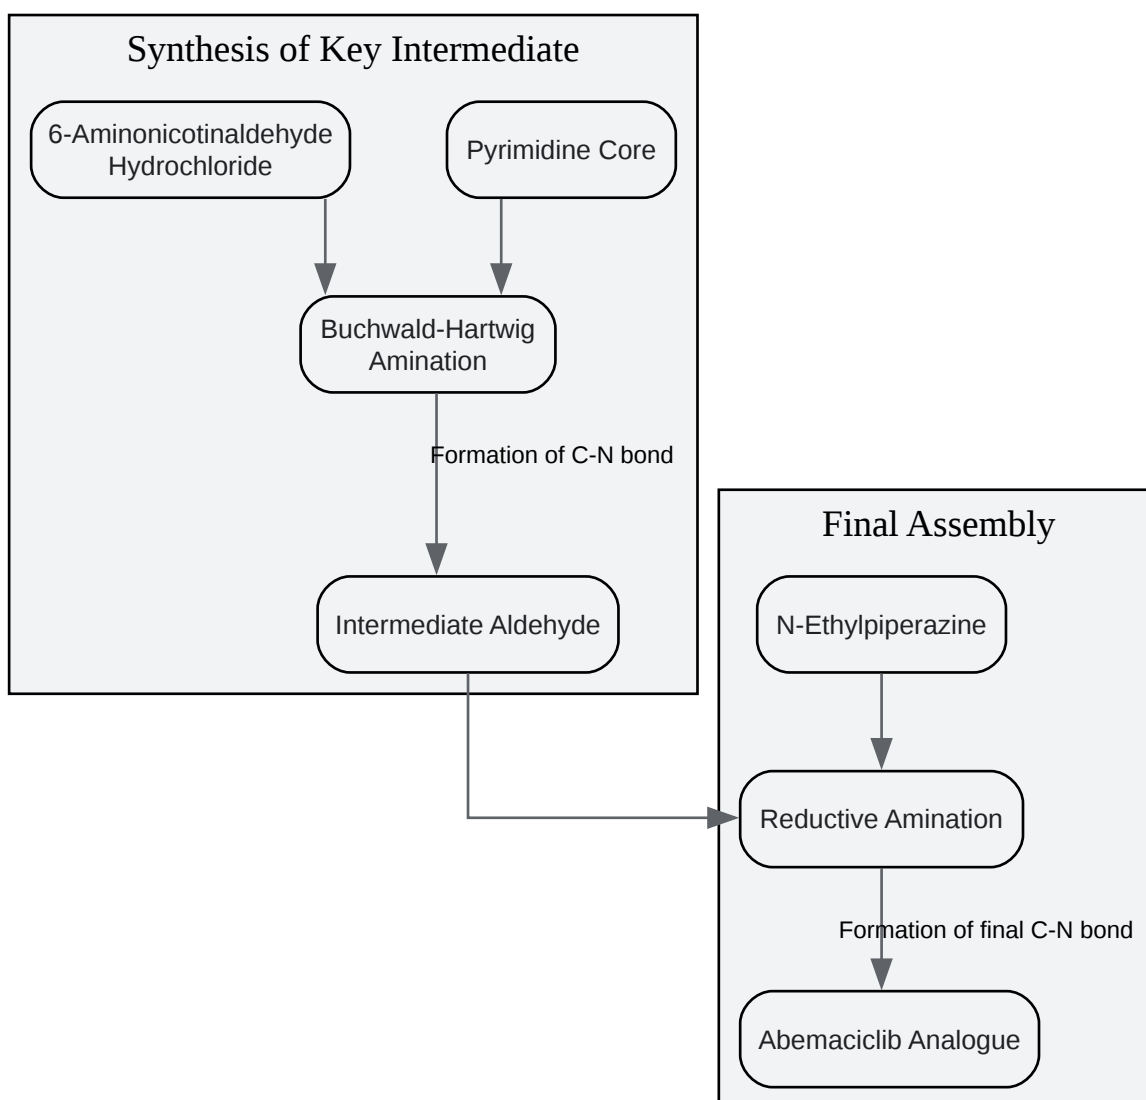 Synthesis of Key Intermediate
6-Aminonicotinaldehyde
Hydrochloride
Pyrimidine Core
Buchwald-Hartwig
Amination
Formation of C-N bond
Intermediate Aldehyde
Final Assembly
N-Ethylpiperazine
Reductive Amination
Formation of final C-N bond
Abemaciclib Analogue